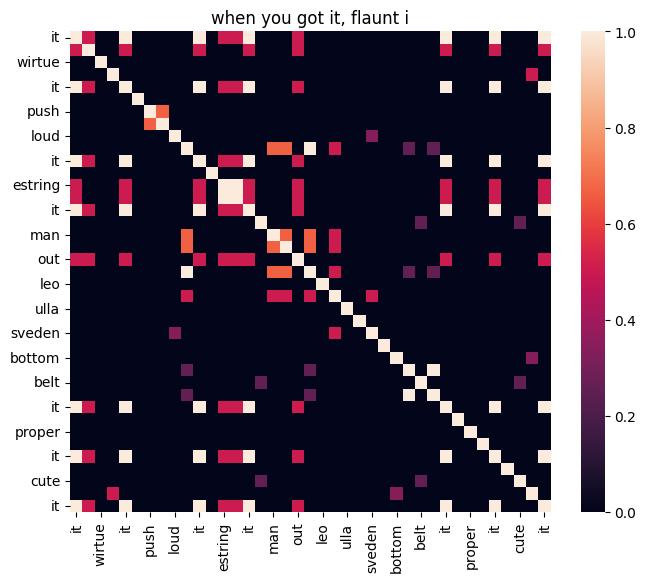 when you got it, flaunt i
it
wirtue
it
push
loud
it
estring
it
man
out
leo
ulla
sveden
bottom
belt
it
proper
it
cute
it
1.0
0.8
0.6
0.4
0.2
0.0
it
wirtue
it
push
loud
it
estring
it
man
out
leo
ulla
sveden
bottom
belt
it
proper
it
cute
it